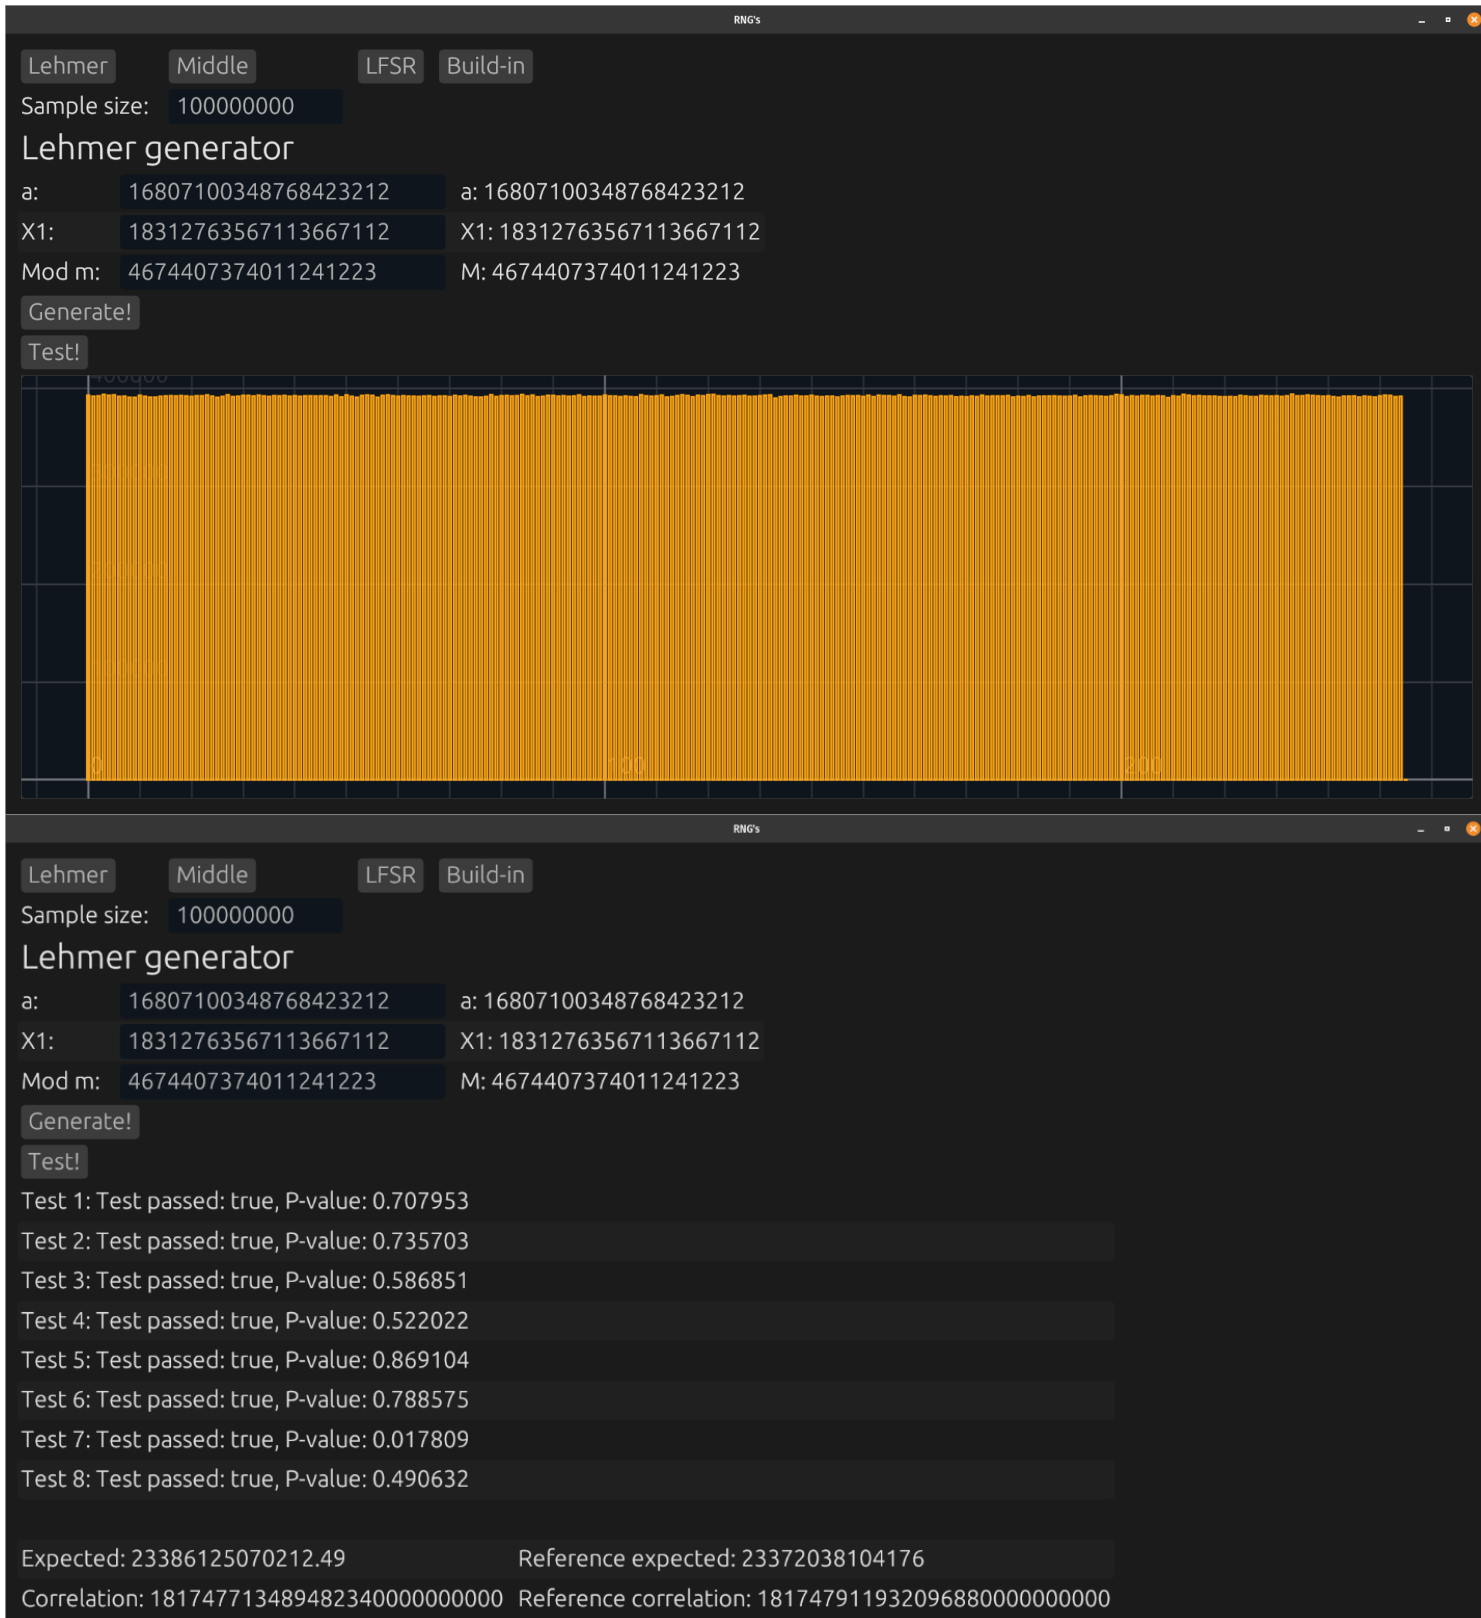 RNG's
Lehmer Middle LFSR Build-in
Sample size: 100000000
Lehmer generator
a: 16807100348768423212 a: 16807100348768423212
X1: 18312763567113667112 X1: 18312763567113667112
Mod m: 4674407374011241223 M: 4674407374011241223
Generate!
Test!
400000
300000
200000
100000
0 100 200
RNG's
Lehmer Middle LFSR Build-in
Sample size: 100000000
Lehmer generator
a: 16807100348768423212 a: 16807100348768423212
X1: 18312763567113667112 X1: 18312763567113667112
Mod m: 4674407374011241223 M: 4674407374011241223
Generate!
Test!
Test 1: Test passed: true, P-value: 0.707953
Test 2: Test passed: true, P-value: 0.735703
Test 3: Test passed: true, P-value: 0.586851
Test 4: Test passed: true, P-value: 0.522022
Test 5: Test passed: true, P-value: 0.869104
Test 6: Test passed: true, P-value: 0.788575
Test 7: Test passed: true, P-value: 0.017809
Test 8: Test passed: true, P-value: 0.490632
Expected: 23386125070212.49 Reference expected: 23372038104176
Correlation: 181747713489482340000000000 Reference correlation: 181747911932096880000000000